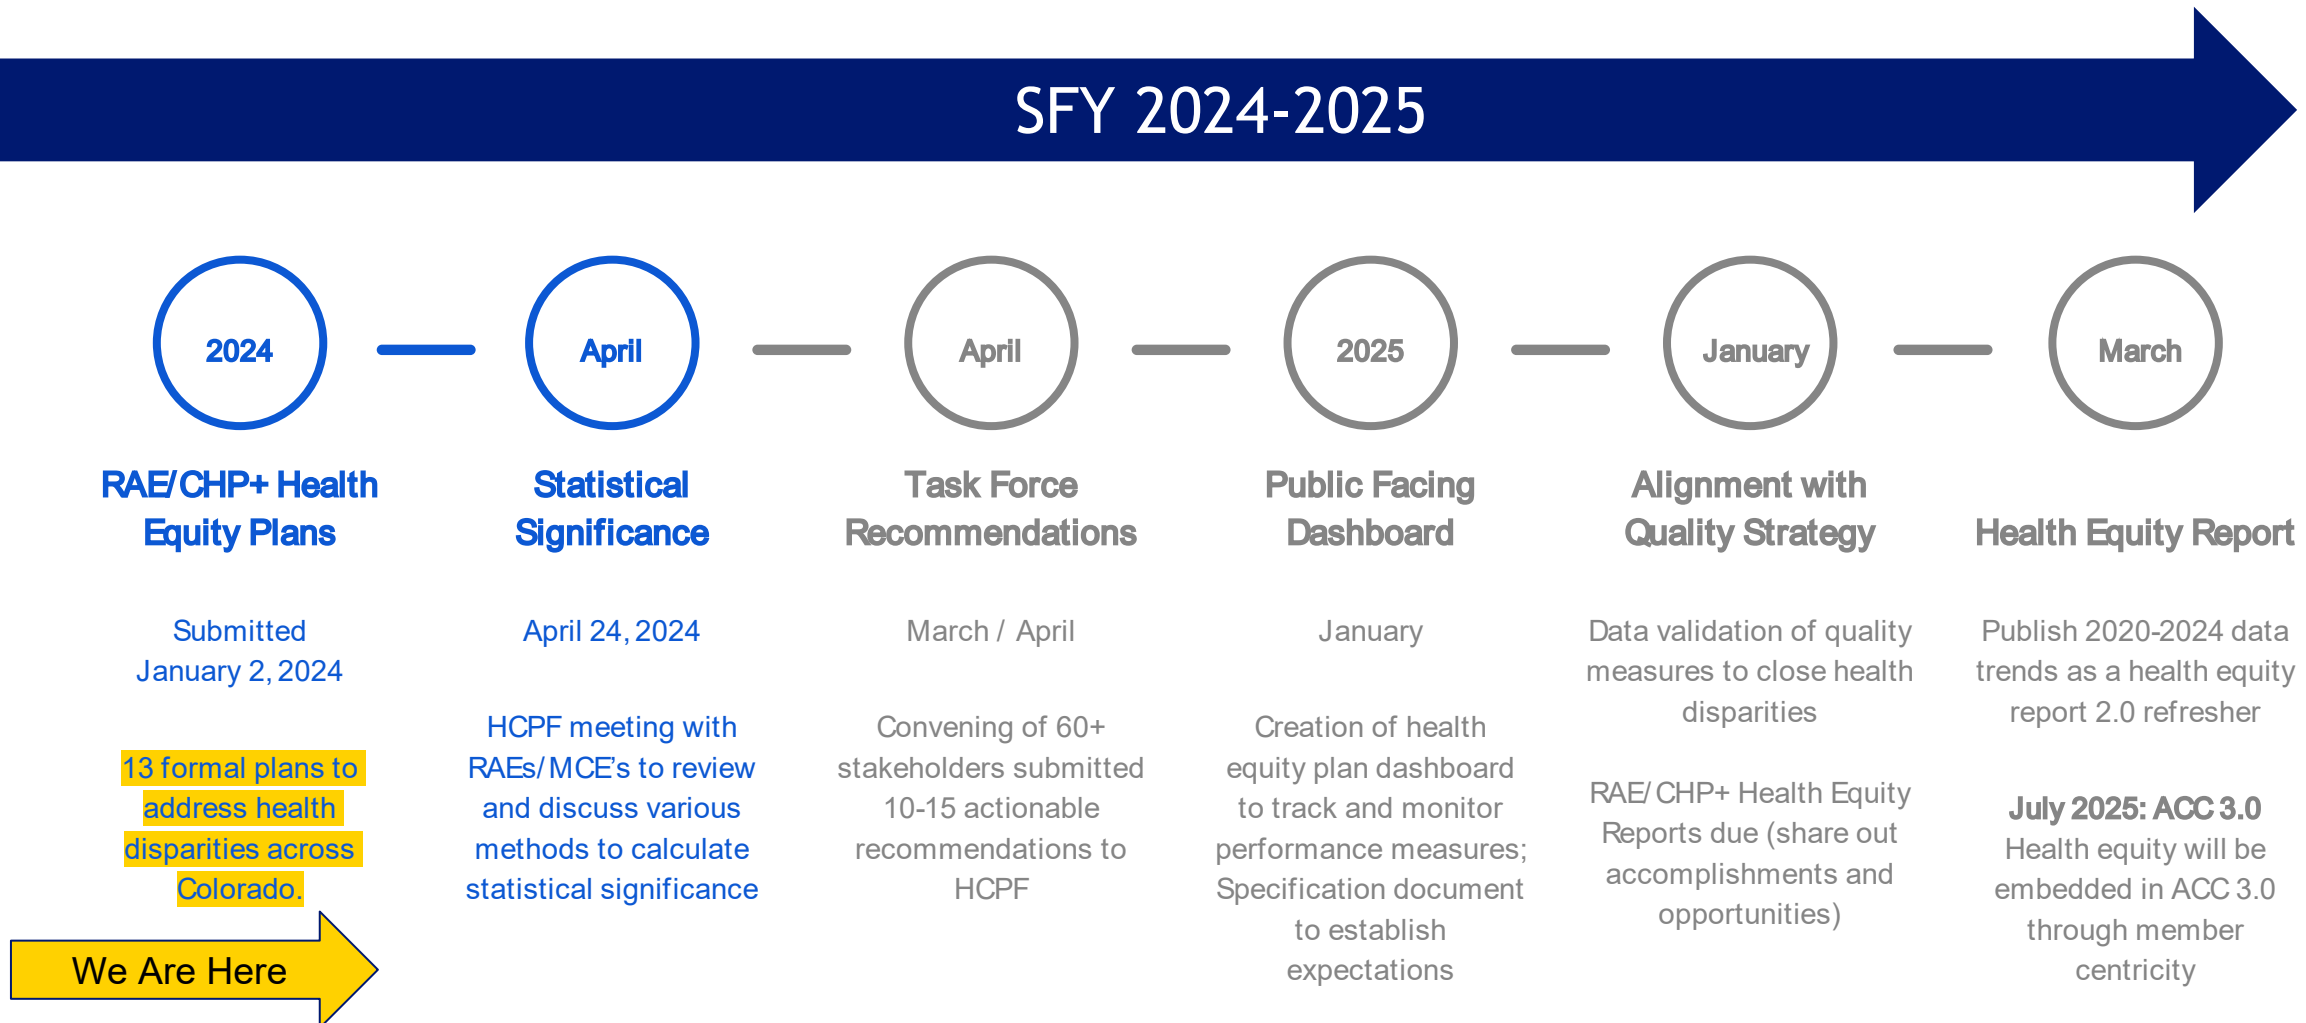 SFY 2024-2025
2024
RAE/CHP+ Health
Equity Plans
Submitted
January 2, 2024
13 formal plans to
address health
disparities across
Colorado.
We Are Here
April
Statistical
Significance
April 24, 2024
HCPF meeting with
RAEs/MCE’s to review
and discuss various
methods to calculate
statistical significance
April
Task Force
Recommendations
March / April
Convening of 60+
stakeholders submitted
10-15 actionable
recommendations to
HCPF
2025
Public Facing
Dashboard
January
Creation of health
equity plan dashboard
to track and monitor
performance measures;
Specification document
to establish
expectations
January
Alignment with
Quality Strategy
Data validation of quality
measures to close health
disparities
RAE/CHP+ Health Equity
Reports due (share out
accomplishments and
opportunities)
March
Health Equity Report
Publish 2020-2024 data
trends as a health equity
report 2.0 refresher
July 2025: ACC 3.0
Health equity will be
embedded in ACC 3.0
through member
centricity